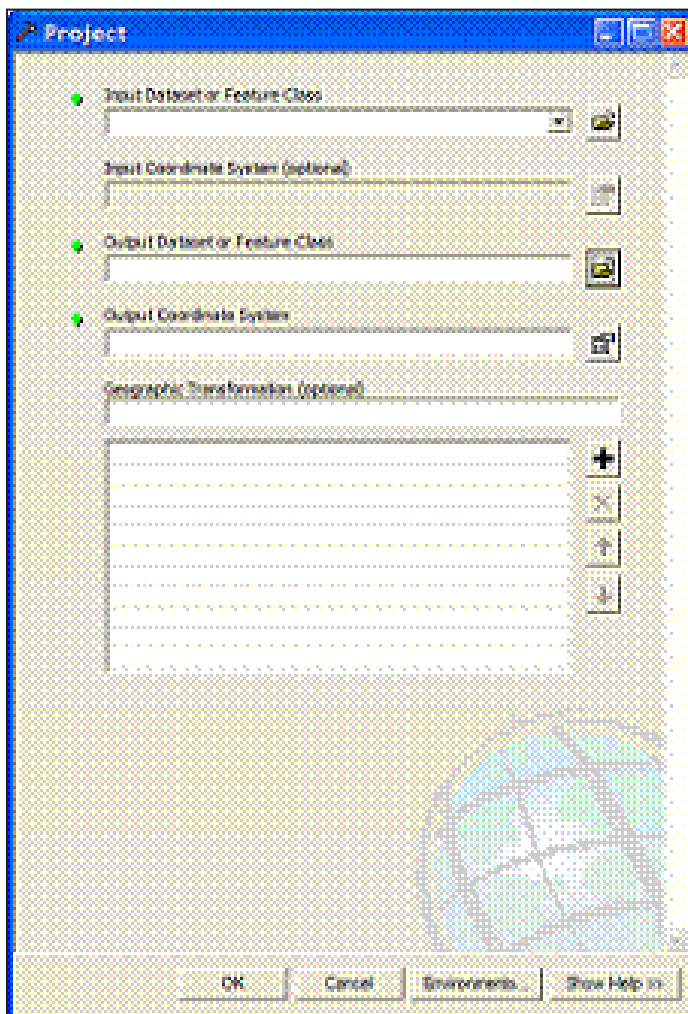 Project
Input Dataset or Feature Class
Input Coordinate System (optional)
Output Dataset or Feature Class
Output Coordinate System
Geographic Transformation (optional)
OK
Cancel
Environments...
Show Help >>